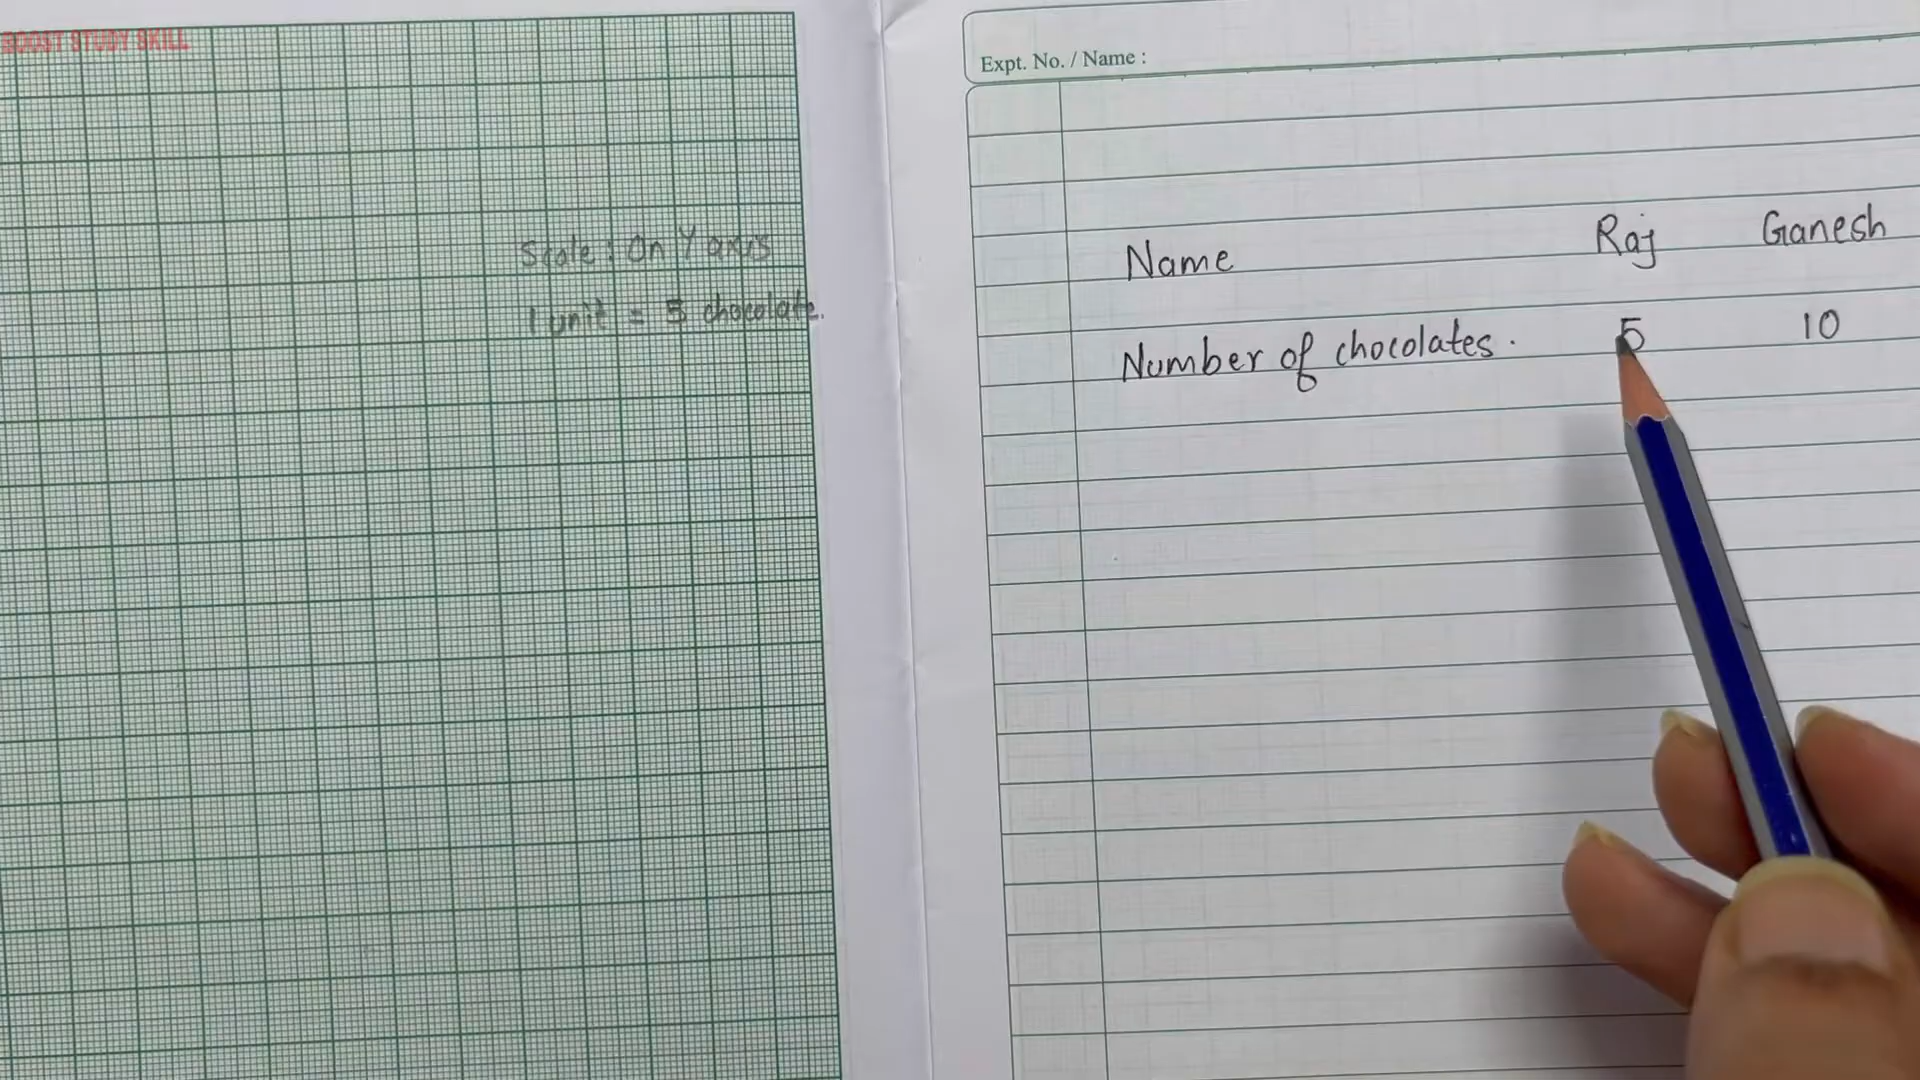 BOOST STUDY SKILL
Scale : On Y axis
1 unit = 5 chocolate.
Expt. No. / Name :
Name Raj Ganesh
Number of chocolates. 5 10